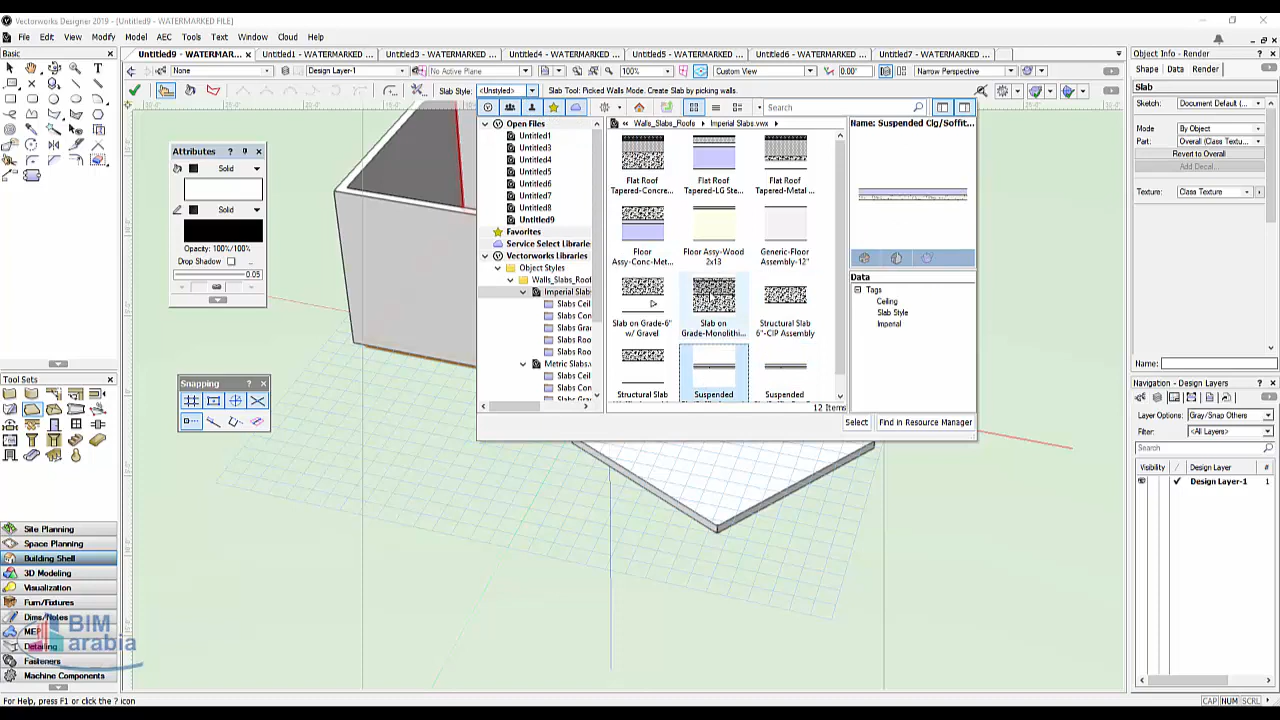 Vectorworks Designer 2019 - [Untitled9 - WATERMARKED FILE]
File Edit View Modify Model AEC Tools Text Window Cloud Help
Basic
Untitled9 - WATERMAR... Untitled1 - WATERMARKED ... Untitled3 - WATERMARKED ... Untitled4 - WATERMARKED ... Untitled5 - WATERMARKED ... Untitled6 - WATERMARKED ... Untitled7 - WATERMARKED ...
None Design Layer-1 No Active Plane 100% Custom View 0.00° Narrow Perspective
Slab Style: <Unstyled> Slab Tool: Picked Walls Mode. Create Slab by picking walls.
Search
Open Files
Untitled1
Untitled3
Untitled4
Untitled5
Untitled6
Untitled7
Untitled8
Untitled9
Favorites
Service Select Libraries
Vectorworks Libraries
Object Styles
Walls_Slabs_Roof
Imperial Slabs
Slabs Ceil
Slabs Con
Slabs Gra
Slabs Roo
Slabs Roo
Metric Slabs.v
Slabs Ceil
Slabs Con
Slabs Gra
« Walls_Slabs_Roofs Imperial Slabs.vwx
Flat Roof Tapered-Concre...
Flat Roof Tapered-LG Ste...
Flat Roof Tapered-Metal ...
Floor Assy-Conc-Met...
Floor Assy-Wood 2x13
Generic-Floor Assembly-12"
Slab on Grade-6" w/ Gravel
Slab on Grade-Monolithi...
Structural Slab 6"-CIP Assembly
Structural Slab
Suspended
Suspended
12 Items
Name: Suspended Clg/Soffit...
Data
Tags
Ceiling
Slab Style
Imperial
Select Find in Resource Manager
Attributes ?
Solid
Solid
Opacity: 100%/100%
Drop Shadow ...
0.05
Snapping ?
Tool Sets
Site Planning
Space Planning
Building Shell
3D Modeling
Visualization
Furn/Fixtures
Dims/Notes
MEP
Detailing
Fasteners
Machine Components
BIM
arabia
For Help, press F1 or click the ? icon
Object Info - Render
Shape Data Render
Slab
Sketch: Document Default (...
Mode By Object
Part: Overall (Class Textu...
Revert to Overall
Add Decal...
Texture: Class Texture
Name:
Navigation - Design Layers
Layer Options: Gray/Snap Others
Filter: <All Layers>
Search
Visibility / Design Layer #
Design Layer-1 1
CAP NUM SCRL